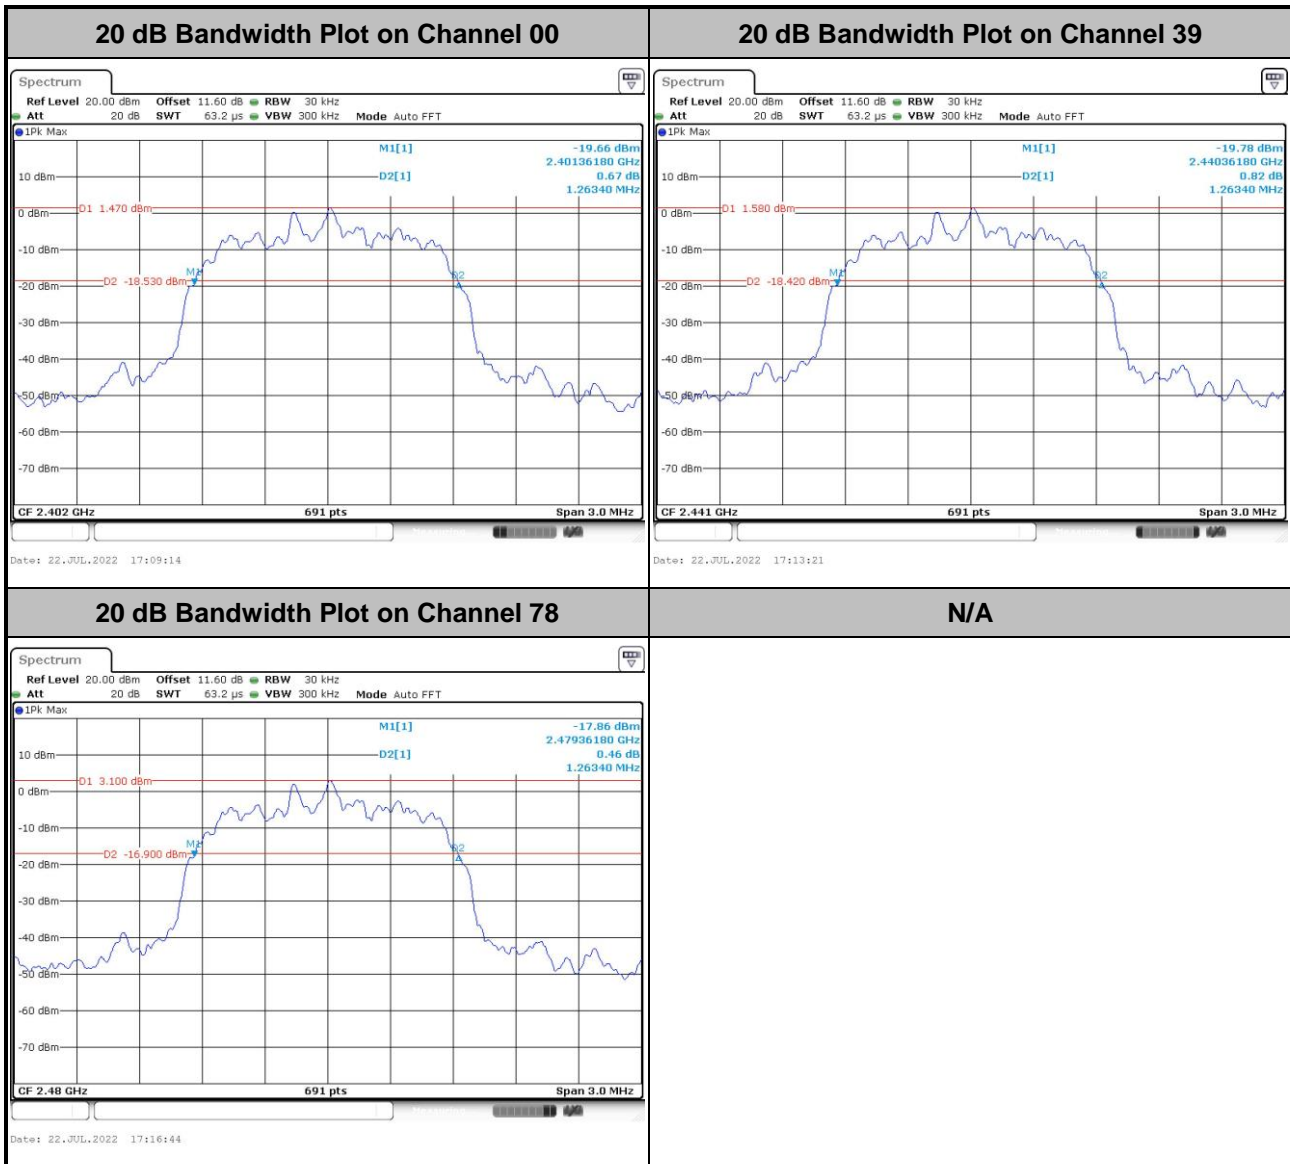 20 dB Bandwidth Plot on Channel 00
20 dB Bandwidth Plot on Channel 39
Spectrum
Ref Level 20.00 dBm Offset 11.60 dB RBW 30 kHz
Att 20 dB SWT 63.2 µs VBW 300 kHz Mode Auto FFT
1Pk Max
M1[1] -19.66 dBm
2.40136180 GHz
D2[1] 0.67 dB
1.26340 MHz
10 dBm
D1 1.470 dBm
0 dBm
-10 dBm
M1
D2
D2 -18.530 dBm
-20 dBm
-30 dBm
-40 dBm
-50 dBm
-60 dBm
-70 dBm
CF 2.402 GHz 691 pts Span 3.0 MHz
Date: 22.JUL.2022 17:09:14
Spectrum
Ref Level 20.00 dBm Offset 11.60 dB RBW 30 kHz
Att 20 dB SWT 63.2 µs VBW 300 kHz Mode Auto FFT
1Pk Max
M1[1] -19.78 dBm
2.44036180 GHz
D2[1] 0.82 dB
1.26340 MHz
10 dBm
D1 1.580 dBm
0 dBm
-10 dBm
M1
D2
D2 -18.420 dBm
-20 dBm
-30 dBm
-40 dBm
-50 dBm
-60 dBm
-70 dBm
CF 2.441 GHz 691 pts Span 3.0 MHz
Date: 22.JUL.2022 17:13:21
20 dB Bandwidth Plot on Channel 78
N/A
Spectrum
Ref Level 20.00 dBm Offset 11.60 dB RBW 30 kHz
Att 20 dB SWT 63.2 µs VBW 300 kHz Mode Auto FFT
1Pk Max
M1[1] -17.86 dBm
2.47936180 GHz
D2[1] 0.46 dB
1.26340 MHz
10 dBm
D1 3.100 dBm
0 dBm
-10 dBm
M1
D2
D2 -16.900 dBm
-20 dBm
-30 dBm
-40 dBm
-50 dBm
-60 dBm
-70 dBm
CF 2.48 GHz 691 pts Span 3.0 MHz
Date: 22.JUL.2022 17:16:44